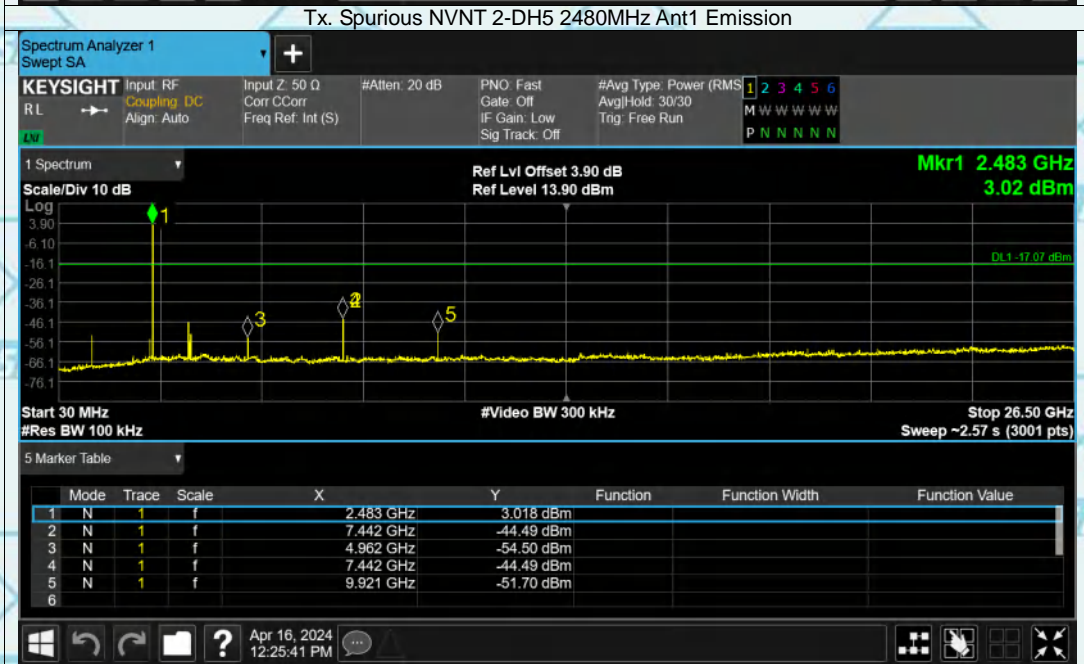 Tx. Spurious NVNT 2-DH5 2480MHz Ant1 Emission
Spectrum Analyzer 1
Swept SA
+
KEYSIGHT Input: RF Input Z: 50 Ω #Atten: 20 dB PNO: Fast #Avg Type: Power (RMS 1 2 3 4 5 6
RL Coupling: DC Corr CCorr Gate: Off Avg|Hold: 30/30 M W W W W W
Align: Auto Freq Ref: Int (S) IF Gain: Low Trig: Free Run
LXI Sig Track: Off P N N N N N
1 Spectrum Ref Lvl Offset 3.90 dB Mkr1 2.483 GHz
Scale/Div 10 dB Ref Level 13.90 dBm 3.02 dBm
Log
1
3.90
-6.10
-16.1 DL1 -17.07 dBm
-26.1
-36.1
-46.1 3 5
-56.1
-66.1
-76.1
Start 30 MHz #Video BW 300 kHz Stop 26.50 GHz
#Res BW 100 kHz Sweep ~2.57 s (3001 pts)
5 Marker Table
Mode Trace Scale X Y Function Function Width Function Value
1 N 1 f 2.483 GHz 3.018 dBm
2 N 1 f 7.442 GHz -44.49 dBm
3 N 1 f 4.962 GHz -54.50 dBm
4 N 1 f 7.442 GHz -44.49 dBm
5 N 1 f 9.921 GHz -51.70 dBm
6
? Apr 16, 2024
12:25:41 PM